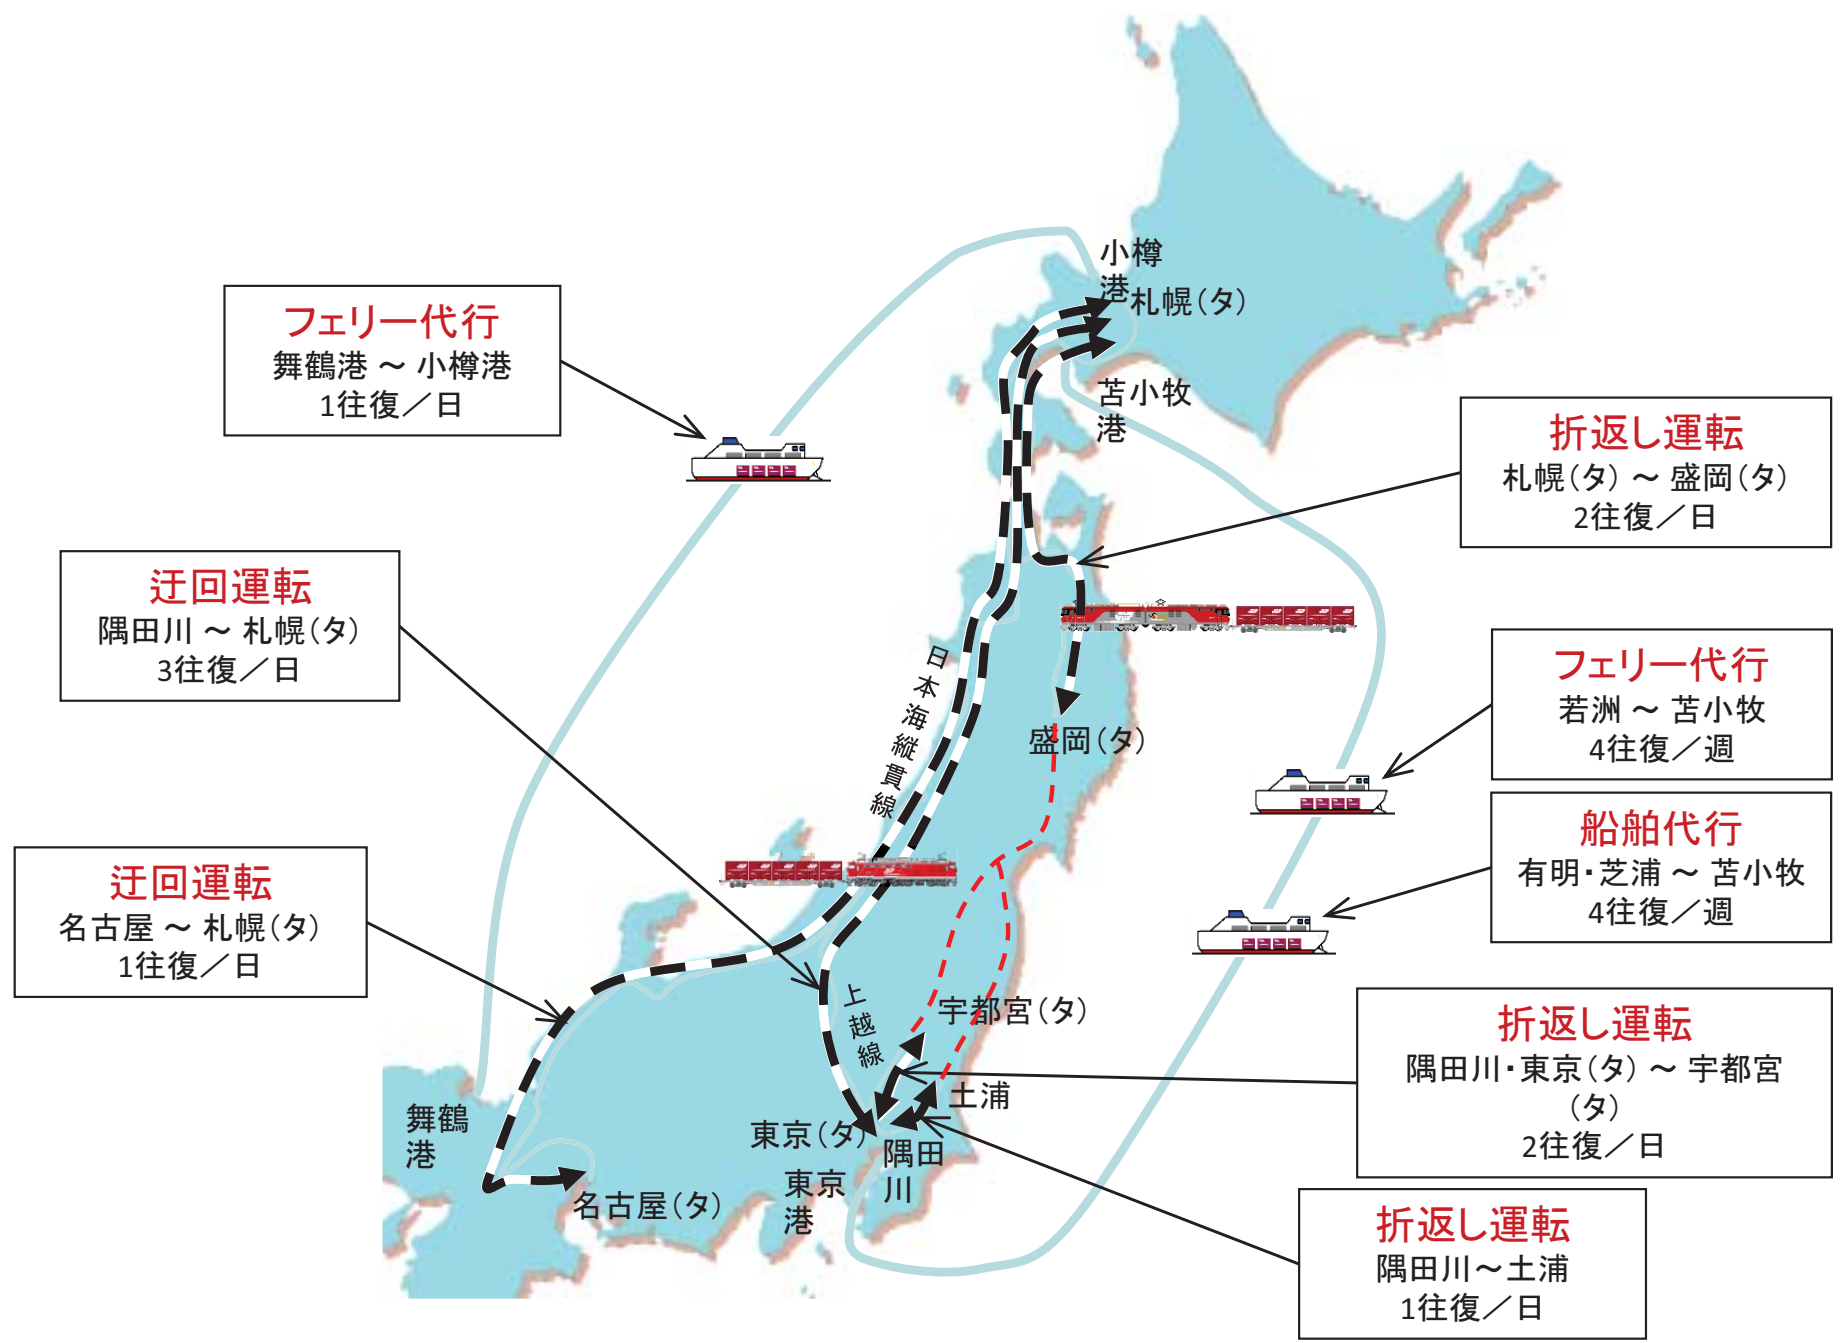 小樽
港
札幌（タ）
苫小牧
港
フェリー代行
舞鶴港 ～ 小樽港
1往復／日
折返し運転
札幌（タ） ～ 盛岡（タ）
2往復／日
迂回運転
隅田川 ～ 札幌（タ）
3往復／日
日本海縦貫線
盛岡（タ）
フェリー代行
若洲 ～ 苫小牧
4往復／週
船舶代行
有明・芝浦 ～ 苫小牧
4往復／週
迂回運転
名古屋 ～ 札幌（タ）
1往復／日
上越線
宇都宮（タ）
折返し運転
隅田川・東京（タ） ～ 宇都宮
（タ）
2往復／日
土浦
舞鶴
港
東京（タ）
隅田
川
東京
港
名古屋（タ）
折返し運転
隅田川～土浦
1往復／日